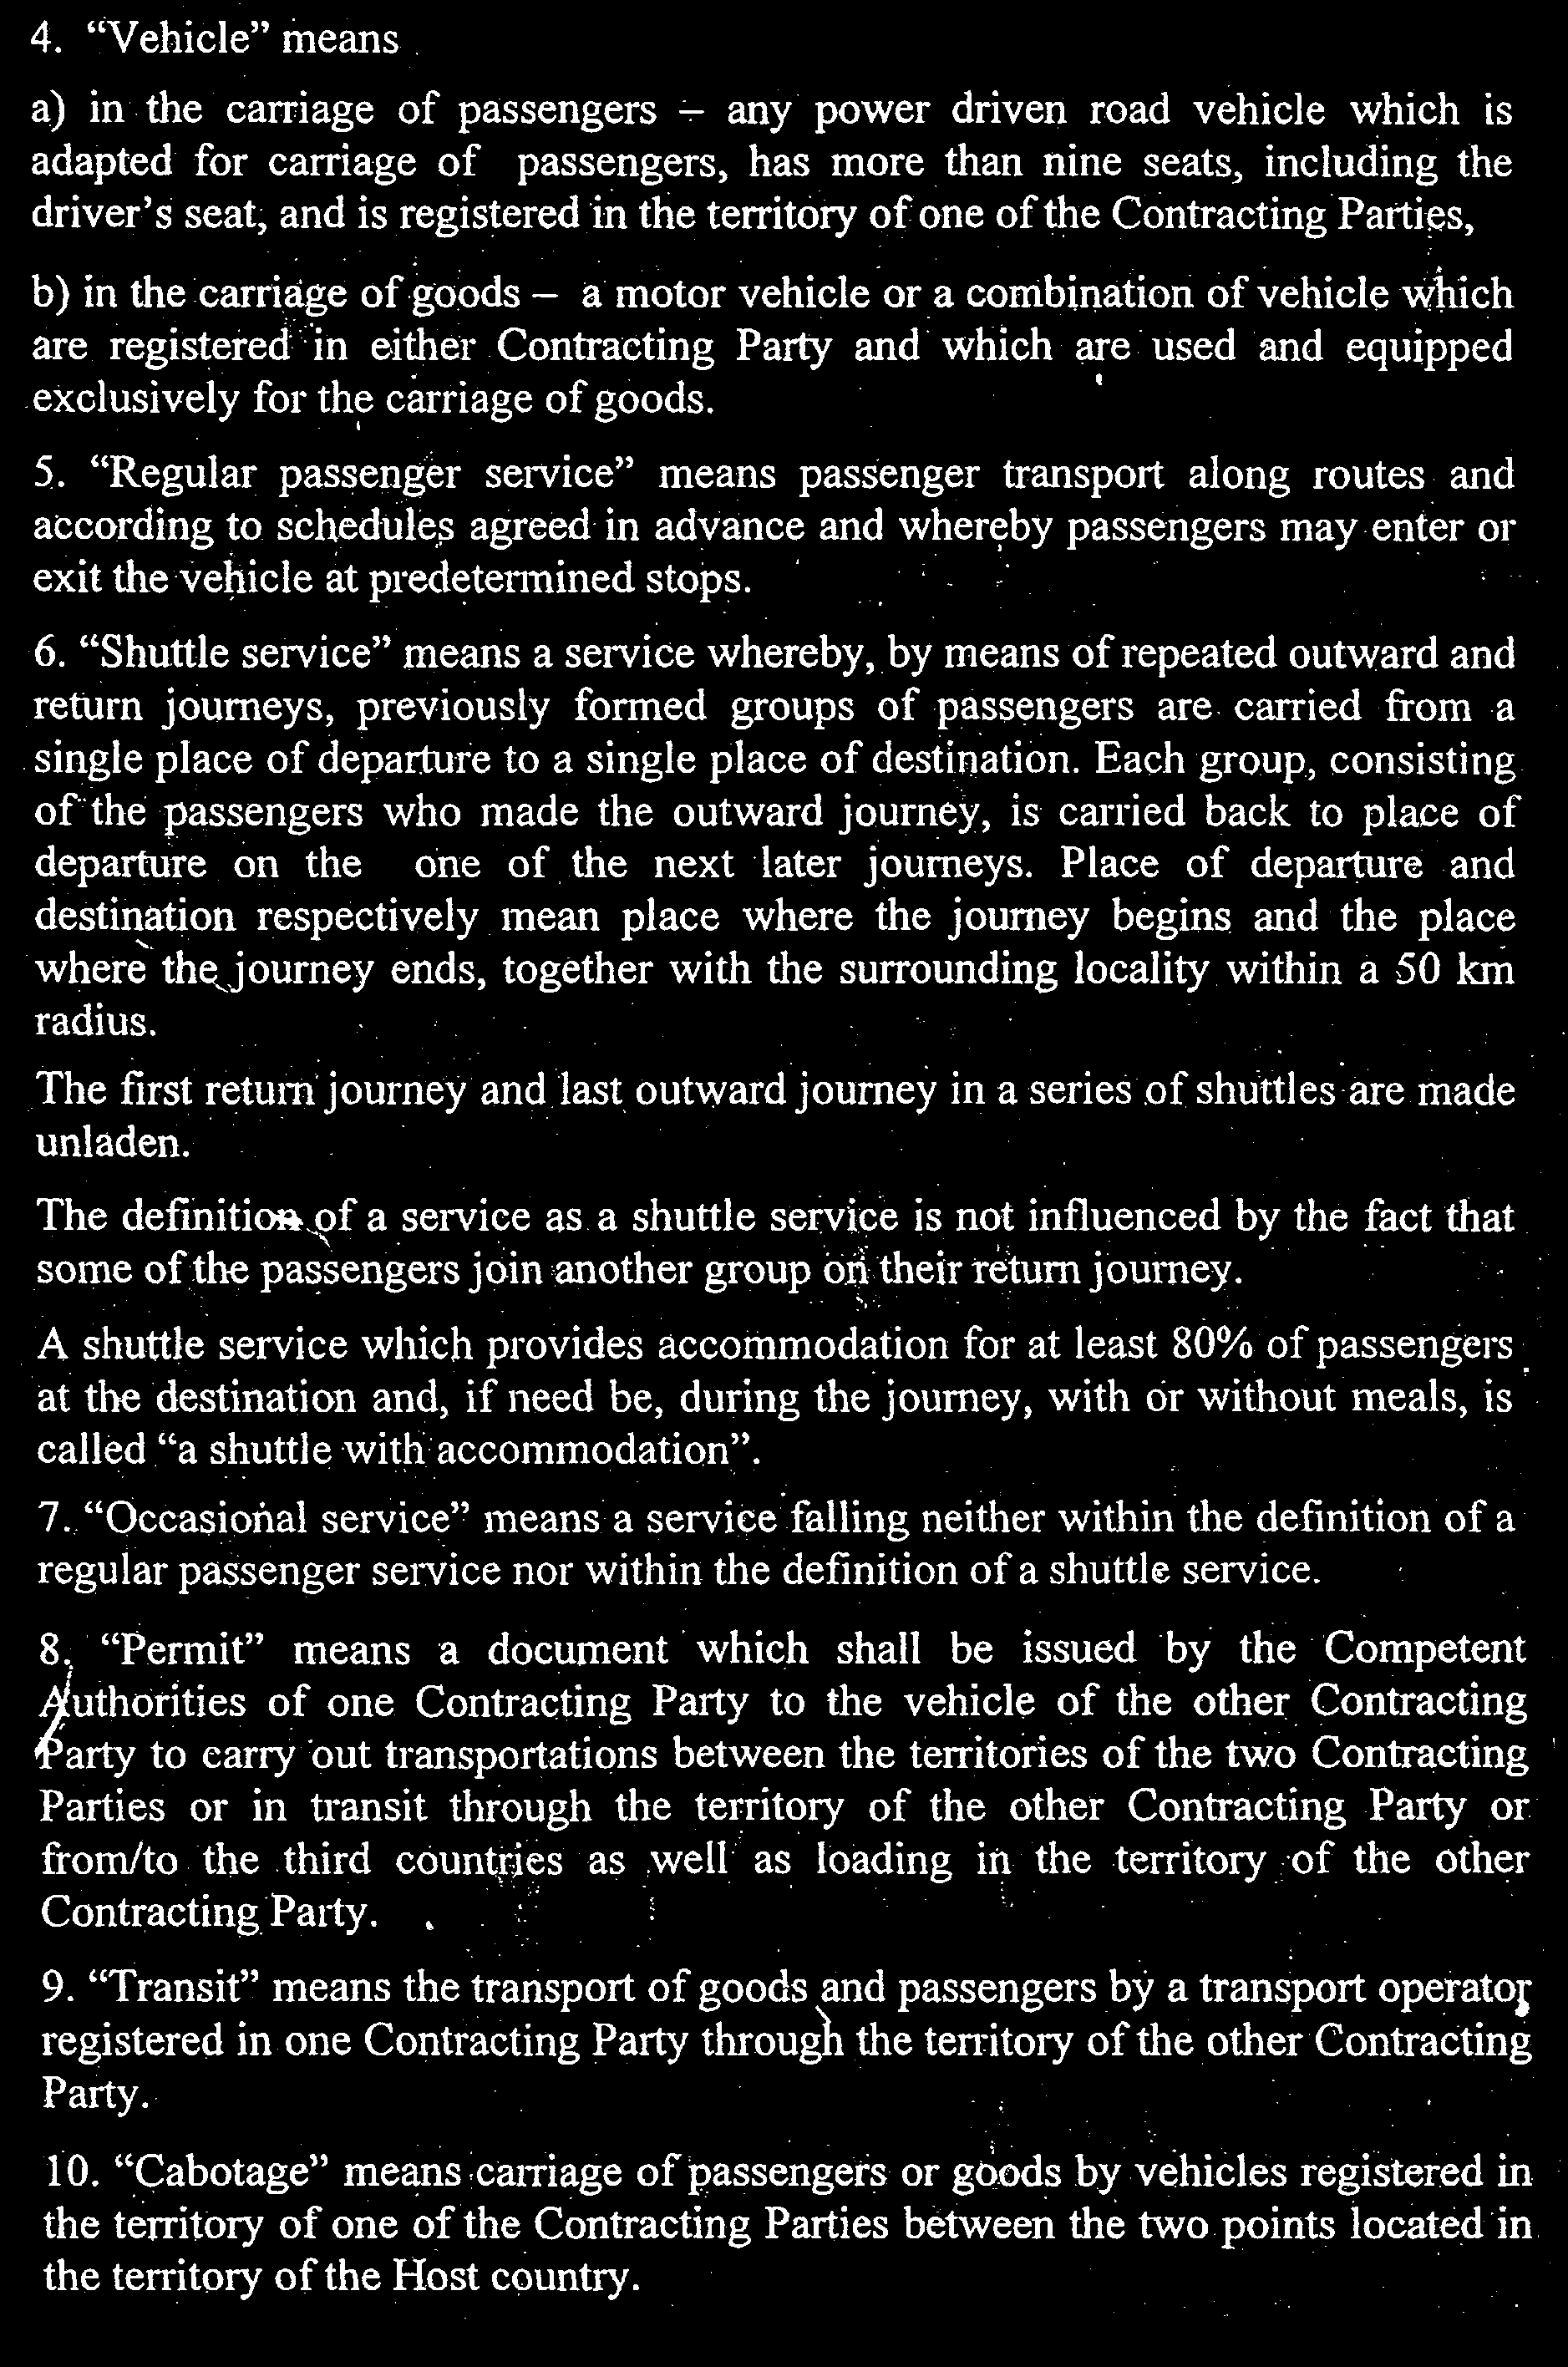 4. “Vehicle” means
a) in the carriage of passengers – any power driven road vehicle which is
adapted for carriage of passengers, has more than nine seats, including the
driver’s seat, and is registered in the territory of one of the Contracting Parties,
b) in the carriage of goods – a motor vehicle or a combination of vehicle which
are registered in either Contracting Party and which are used and equipped
exclusively for the carriage of goods.
5. “Regular passenger service” means passenger transport along routes and
according to schedules agreed in advance and whereby passengers may enter or
exit the vehicle at predetermined stops.
6. “Shuttle service” means a service whereby, by means of repeated outward and
return journeys, previously formed groups of passengers are carried from a
single place of departure to a single place of destination. Each group, consisting
of the passengers who made the outward journey, is carried back to place of
departure on the one of the next later journeys. Place of departure and
destination respectively mean place where the journey begins and the place
where the journey ends, together with the surrounding locality within a 50 km
radius.
The first return journey and last outward journey in a series of shuttles are made
unladen.
The definition of a service as a shuttle service is not influenced by the fact that
some of the passengers join another group on their return journey.
A shuttle service which provides accommodation for at least 80% of passengers
at the destination and, if need be, during the journey, with or without meals, is
called “a shuttle with accommodation”.
7. “Occasional service” means a service falling neither within the definition of a
regular passenger service nor within the definition of a shuttle service.
8. “Permit” means a document which shall be issued by the Competent
Authorities of one Contracting Party to the vehicle of the other Contracting
Party to carry out transportations between the territories of the two Contracting
Parties or in transit through the territory of the other Contracting Party or
from/to the third countries as well as loading in the territory of the other
Contracting Party.
9. “Transit” means the transport of goods and passengers by a transport operator
registered in one Contracting Party through the territory of the other Contracting
Party.
10. “Cabotage” means carriage of passengers or goods by vehicles registered in
the territory of one of the Contracting Parties between the two points located in
the territory of the Host country.